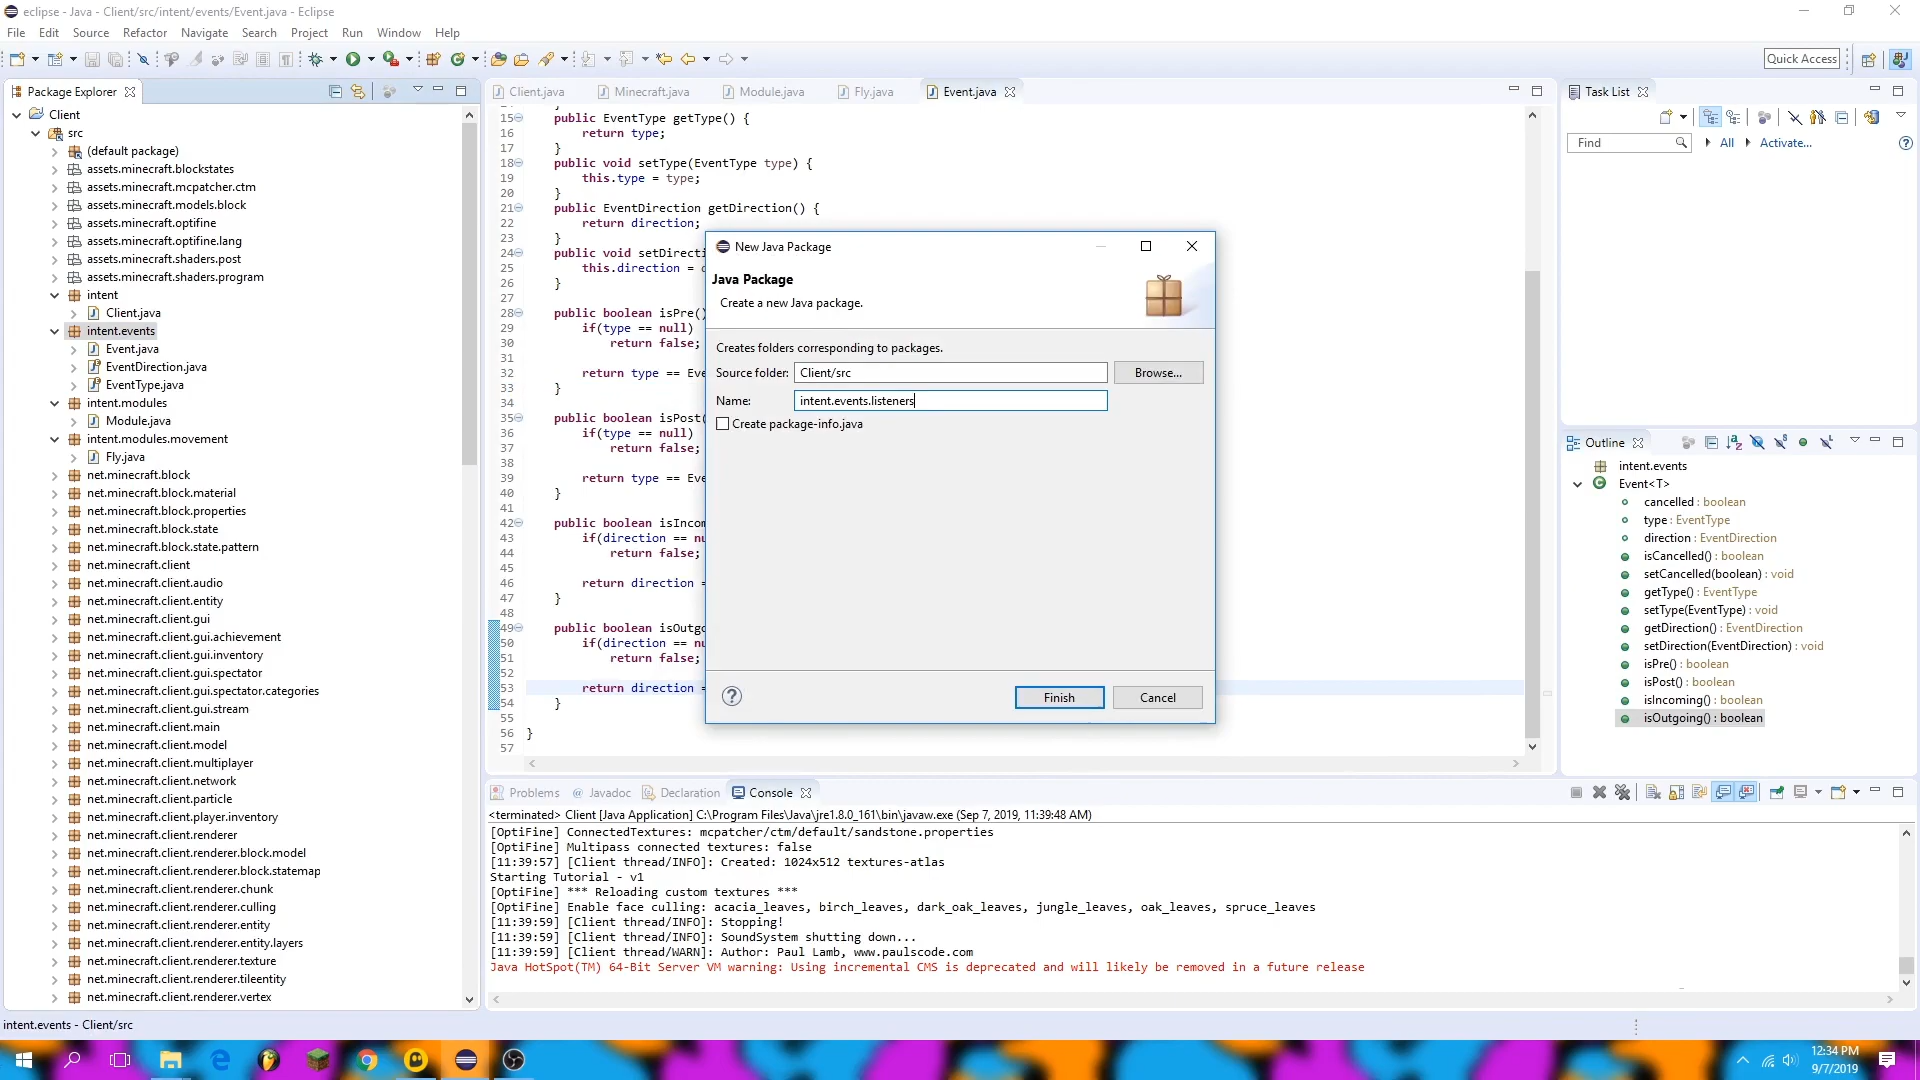 eclipse - Java - Client/src/intent/events/Event.java - Eclipse
File Edit Source Refactor Navigate Search Project Run Window Help
Quick Access
Package Explorer
Client
src
(default package)
assets.minecraft.blockstates
assets.minecraft.mcpatcher.ctm
assets.minecraft.models.block
assets.minecraft.optifine
assets.minecraft.optifine.lang
assets.minecraft.shaders.post
assets.minecraft.shaders.program
intent
Client.java
intent.events
Event.java
EventDirection.java
EventType.java
intent.modules
Module.java
intent.modules.movement
Fly.java
net.minecraft.block
net.minecraft.block.material
net.minecraft.block.properties
net.minecraft.block.state
net.minecraft.block.state.pattern
net.minecraft.client
net.minecraft.client.audio
net.minecraft.client.entity
net.minecraft.client.gui
net.minecraft.client.gui.achievement
net.minecraft.client.gui.inventory
net.minecraft.client.gui.spectator
net.minecraft.client.gui.spectator.categories
net.minecraft.client.gui.stream
net.minecraft.client.main
net.minecraft.client.model
net.minecraft.client.multiplayer
net.minecraft.client.network
net.minecraft.client.particle
net.minecraft.client.player.inventory
net.minecraft.client.renderer
net.minecraft.client.renderer.block.model
net.minecraft.client.renderer.block.statemap
net.minecraft.client.renderer.chunk
net.minecraft.client.renderer.culling
net.minecraft.client.renderer.entity
net.minecraft.client.renderer.entity.layers
net.minecraft.client.renderer.texture
net.minecraft.client.renderer.tileentity
net.minecraft.client.renderer.vertex
Client.java Minecraft.java Module.java Fly.java Event.java
15 public EventType getType() {
16 return type;
17 }
18 public void setType(EventType type) {
19 this.type = type;
20 }
21 public EventDirection getDirection() {
22 return direction;
23 }
24 public void setDirecti
25 this.direction =
26 }
27
28 public boolean isPre()
29 if(type == null)
30 return false;
31
32 return type == Eve
33 }
34
35 public boolean isPost(
36 if(type == null)
37 return false;
38
39 return type == Eve
40 }
41
42 public boolean isIncom
43 if(direction == nu
44 return false;
45
46 return direction =
47 }
48
49 public boolean isOutgo
50 if(direction == nu
51 return false;
52
53 return direction =
54 }
55
56 }
57
New Java Package
Java Package
Create a new Java package.
Creates folders corresponding to packages.
Source folder: Client/src Browse...
Name: intent.events.listeners
Create package-info.java
Finish Cancel
Task List
Find All Activate...
Outline
intent.events
Event<T>
cancelled : boolean
type : EventType
direction : EventDirection
isCancelled() : boolean
setCancelled(boolean) : void
getType() : EventType
setType(EventType) : void
getDirection() : EventDirection
setDirection(EventDirection) : void
isPre() : boolean
isPost() : boolean
isIncoming() : boolean
isOutgoing() : boolean
Problems @ Javadoc Declaration Console
<terminated> Client [Java Application] C:\Program Files\Java\jre1.8.0_161\bin\javaw.exe (Sep 7, 2019, 11:39:48 AM)
[OptiFine] ConnectedTextures: mcpatcher/ctm/default/sandstone.properties
[OptiFine] Multipass connected textures: false
[11:39:57] [Client thread/INFO]: Created: 1024x512 textures-atlas
Starting Tutorial - v1
[OptiFine] *** Reloading custom textures ***
[OptiFine] Enable face culling: acacia_leaves, birch_leaves, dark_oak_leaves, jungle_leaves, oak_leaves, spruce_leaves
[11:39:59] [Client thread/INFO]: Stopping!
[11:39:59] [Client thread/INFO]: SoundSystem shutting down...
[11:39:59] [Client thread/WARN]: Author: Paul Lamb, www.paulscode.com
Java HotSpot(TM) 64-Bit Server VM warning: Using incremental CMS is deprecated and will likely be removed in a future release
intent.events - Client/src
12:34 PM
9/7/2019